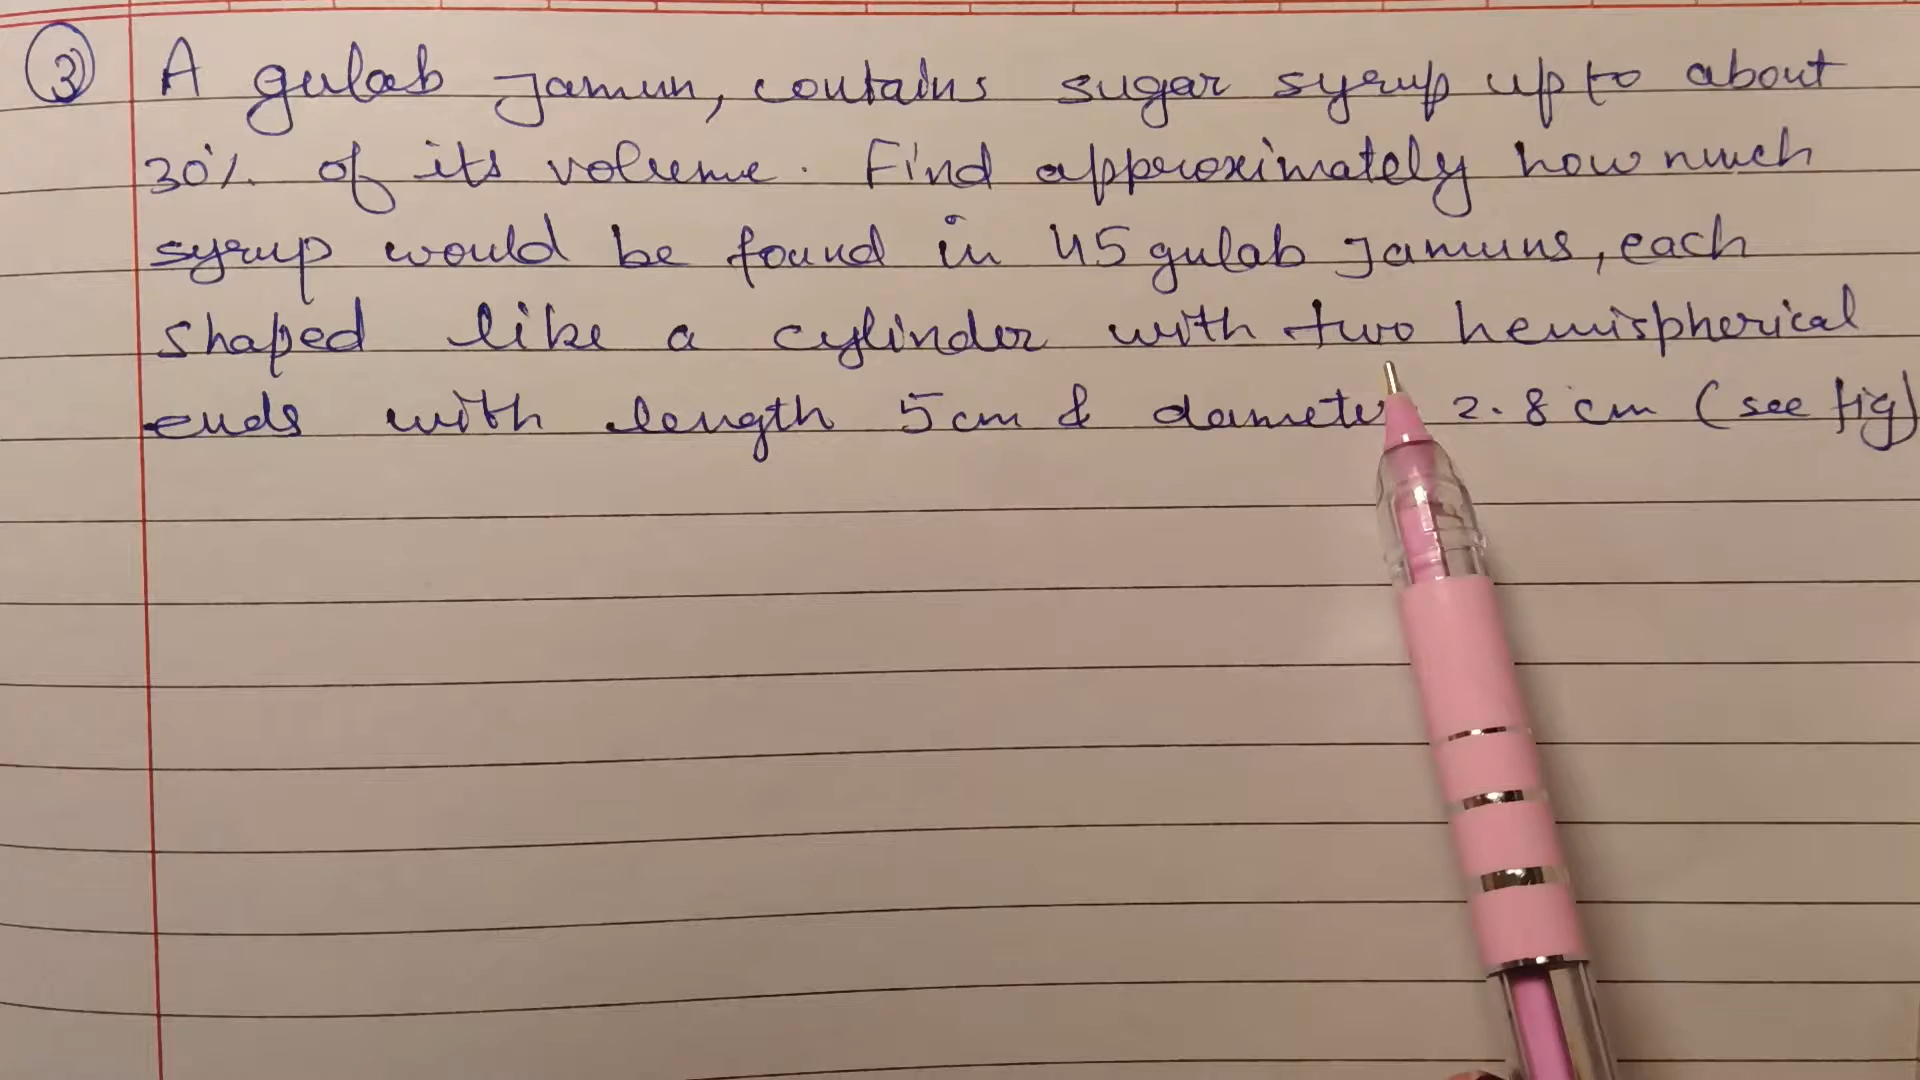 3 A gulab Jamun, contains sugar syrup up to about
30% of its volume. Find approximately how much
syrup would be found in 45 gulab Jamuns, each
shaped like a cylinder with two hemispherical
ends with length 5cm & dameter 2.8 cm (see fig)